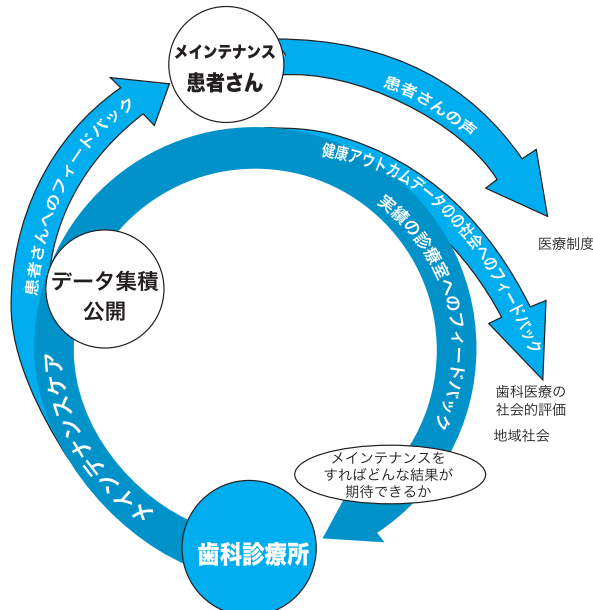 メインテナンス
患者さん
患者さんの声
患者さんへのフィードバック
健康アウトカムデータのの社会へのフィードバック
実績の診療室へのフィードバック
医療制度
データ集積
公開
歯科医療の
社会的評価
地域社会
メインテナンスケア
メインテナンスを
すればどんな結果が
期待できるか
歯科診療所